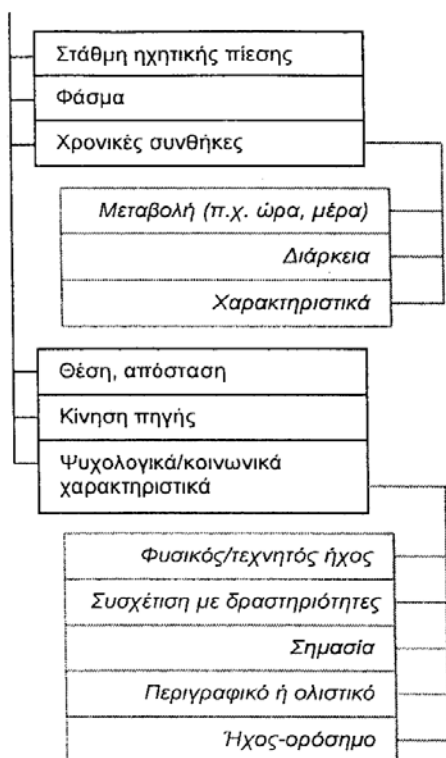 Στάθμη ηχητικής πίεσης
Φάσμα
Χρονικές συνθήκες
Μεταβολή (π.χ. ώρα, μέρα)
Διάρκεια
Χαρακτηριστικά
Θέση, απόσταση
Κίνηση πηγής
Ψυχολογικά/κοινωνικά
χαρακτηριστικά
Φυσικός/τεχνητός ήχος
Συσχέτιση με δραστηριότητες
Σημασία
Περιγραφικό ή ολιστικό
Ήχος-ορόσημο